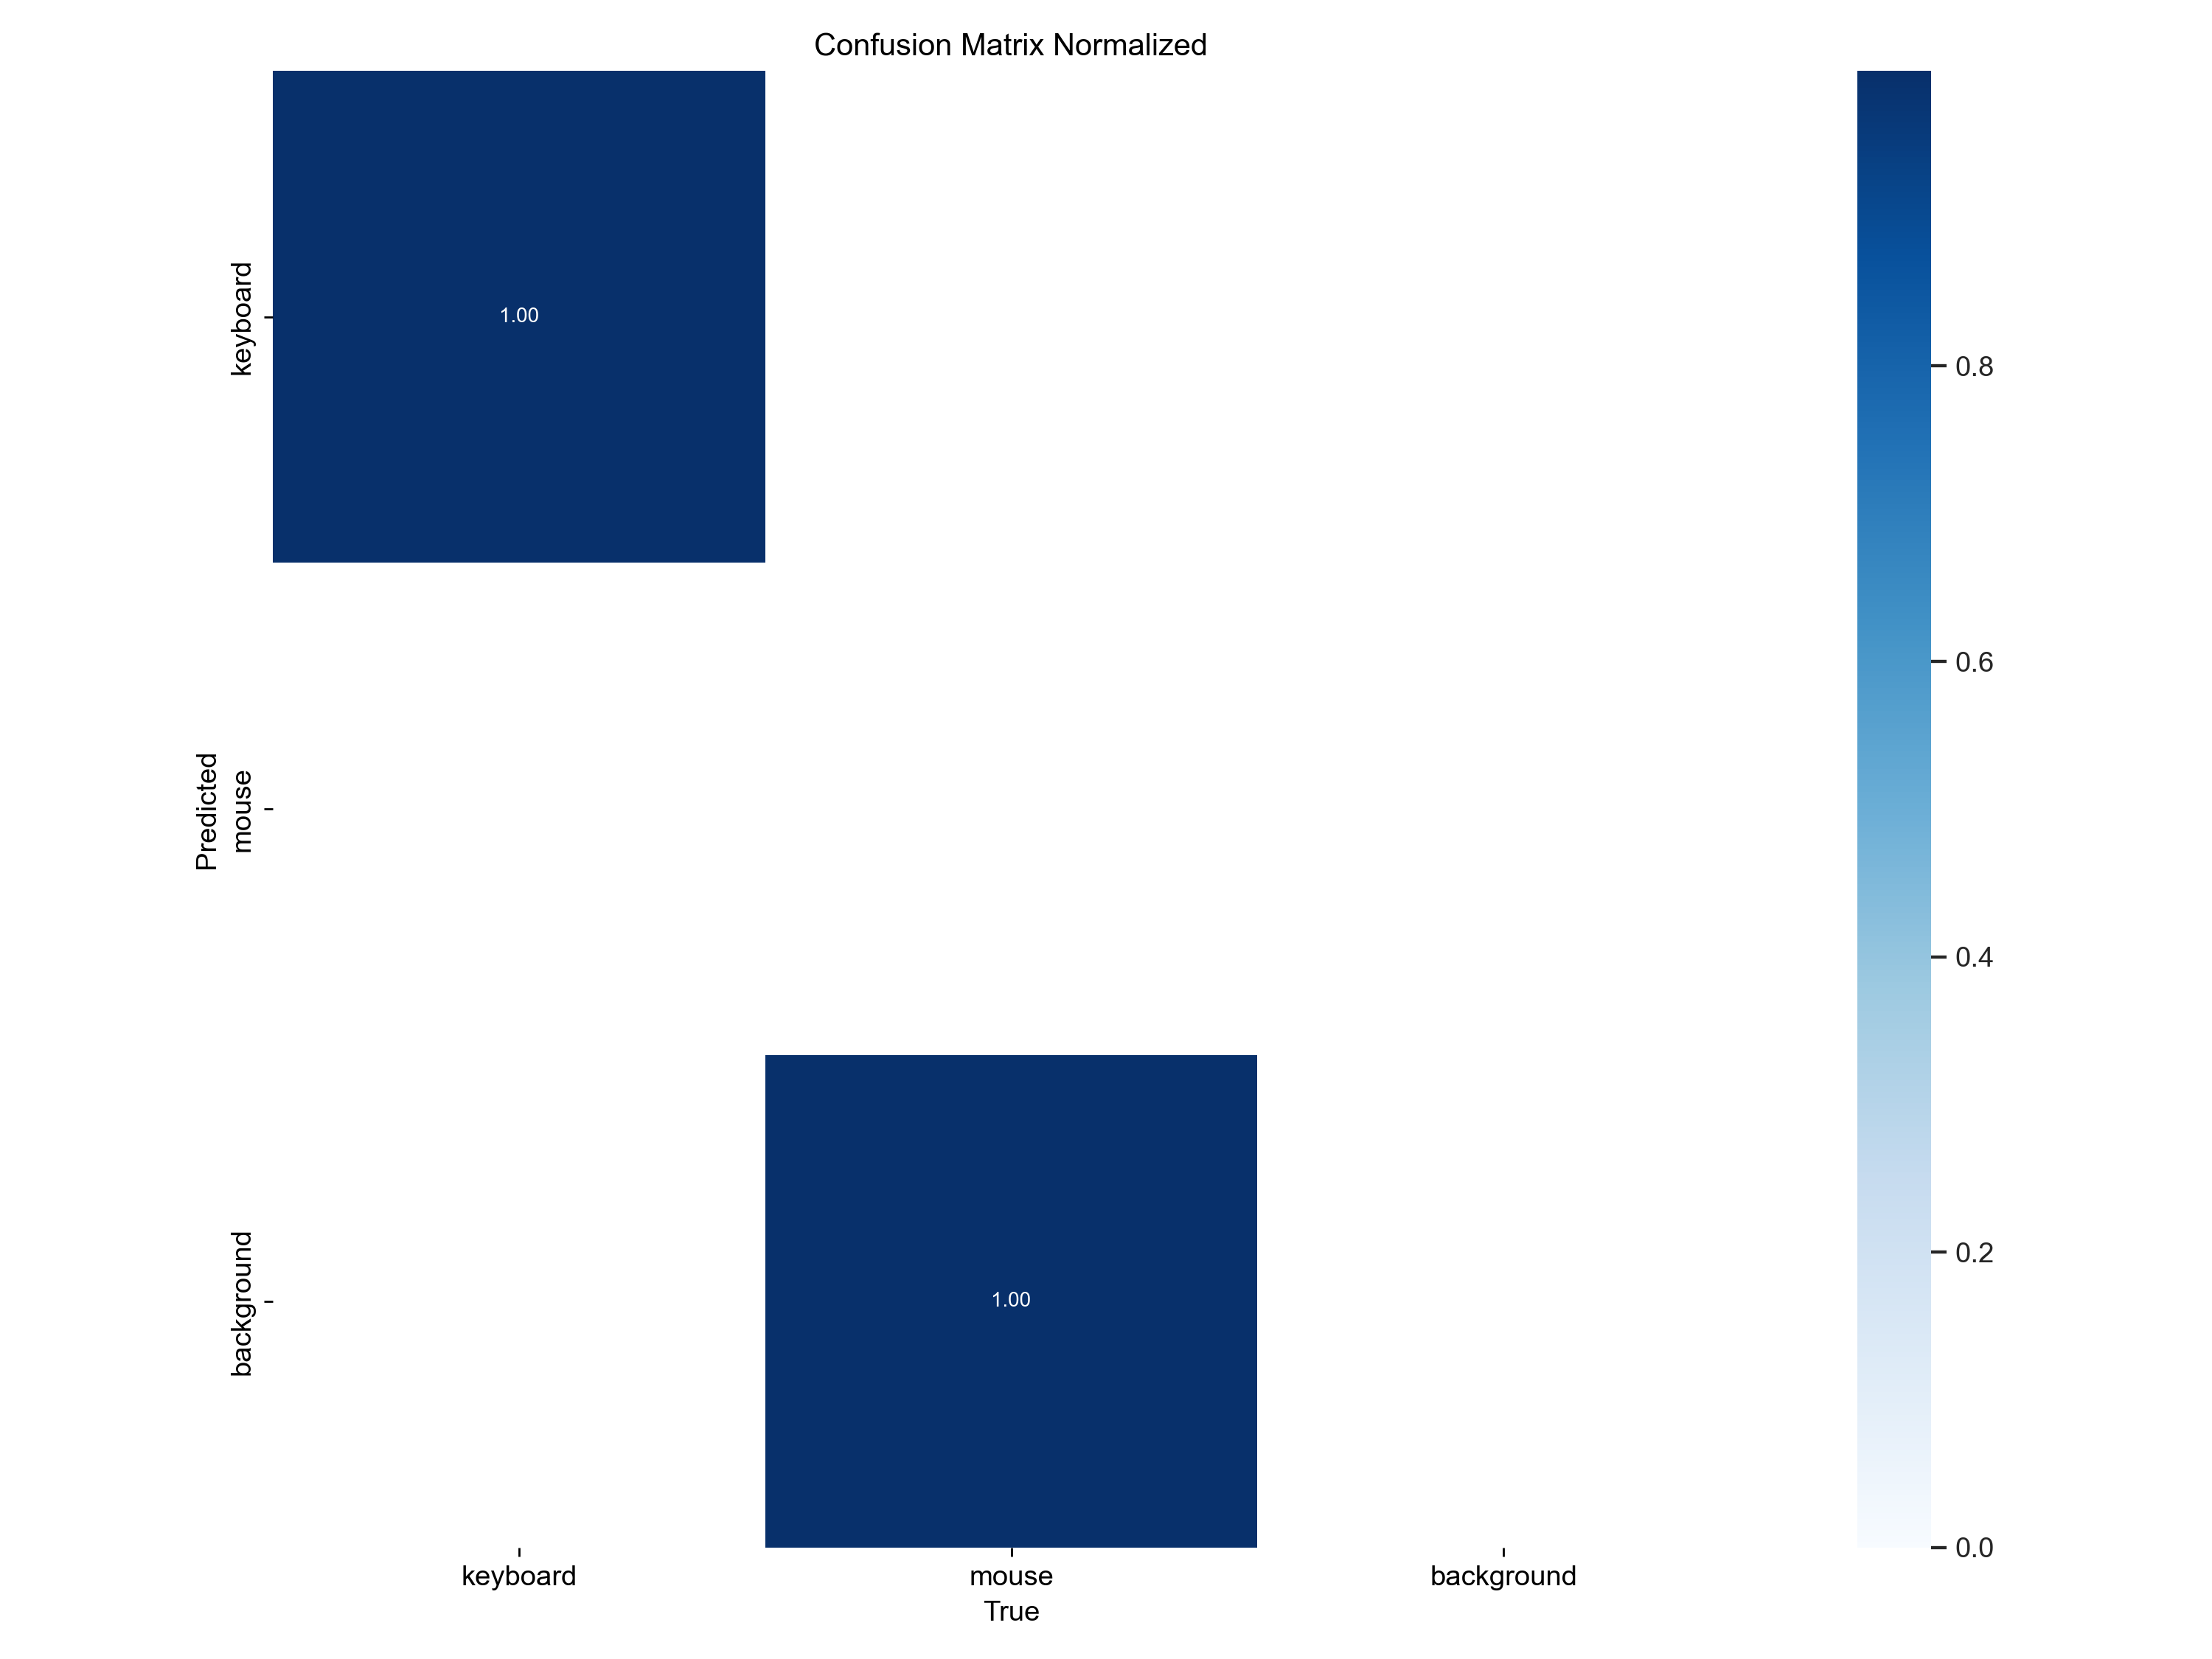 Confusion Matrix Normalized
keyboard
mouse
background
Predicted
1.00
1.00
keyboard
mouse
background
True
0.8
0.6
0.4
0.2
0.0